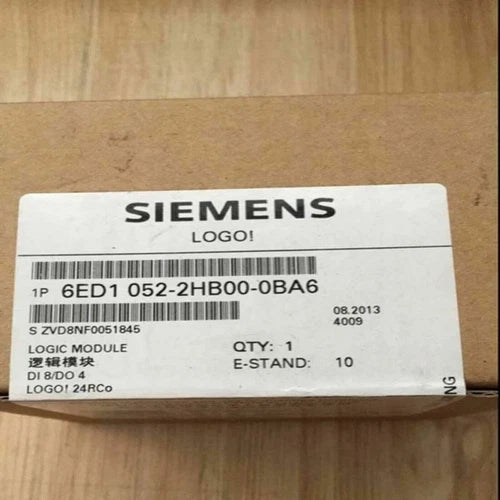 SIEMENS
LOGO!
1P 6ED1 052-2HB00-0BA6
S ZVD8NF0051845
08.2013
4009
LOGIC MODULE
逻辑模块
DI 8/DO 4
LOGO! 24RCo
QTY: 1
E-STAND: 10
NG